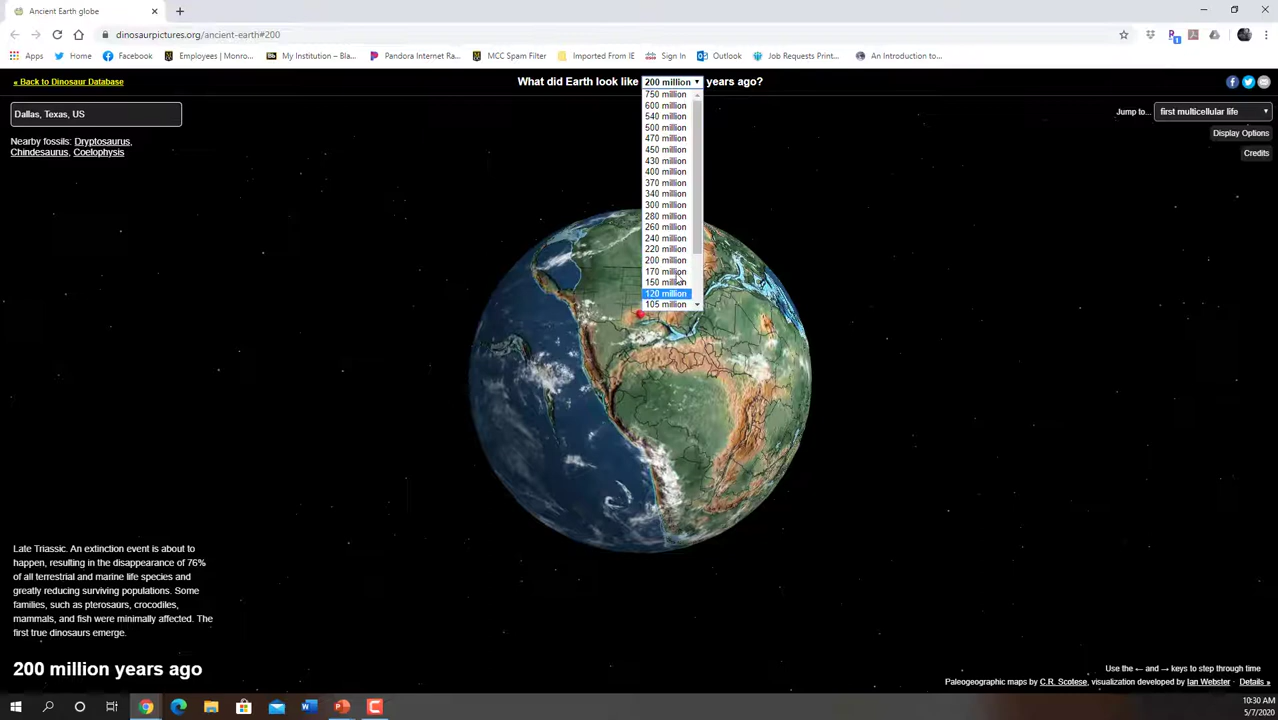 Ancient Earth globe
dinosaurpictures.org/ancient-earth#200
Apps
Facebook
Employees | Monro...
My Institution – Bla...
Pandora Internet Ra...
MCC Spam Filter
Imported From IE
Sign In
Outlook
Job Requests Print...
An Introduction to...
« Back to Dinosaur Database
What did Earth look like 200 million years ago?
Dallas, Texas, US
Jump to... first multicellular life
Display Options
Credits
Nearby fossils: Dryptosaurus,
Chindesaurus, Coelophysis
750 million
600 million
540 million
500 million
470 million
450 million
430 million
400 million
370 million
340 million
300 million
280 million
260 million
240 million
220 million
200 million
170 million
150 million
120 million
105 million
Late Triassic. An extinction event is about to
happen, resulting in the disappearance of 76%
of all terrestrial and marine life species and
greatly reducing surviving populations. Some
families, such as pterosaurs, crocodiles,
mammals, and fish were minimally affected. The
first true dinosaurs emerge.
200 million years ago
Use the ← and → keys to step through time
Paleogeographic maps by C.R. Scotese, visualization developed by Ian Webster · Details »
10:30 AM
5/7/2020